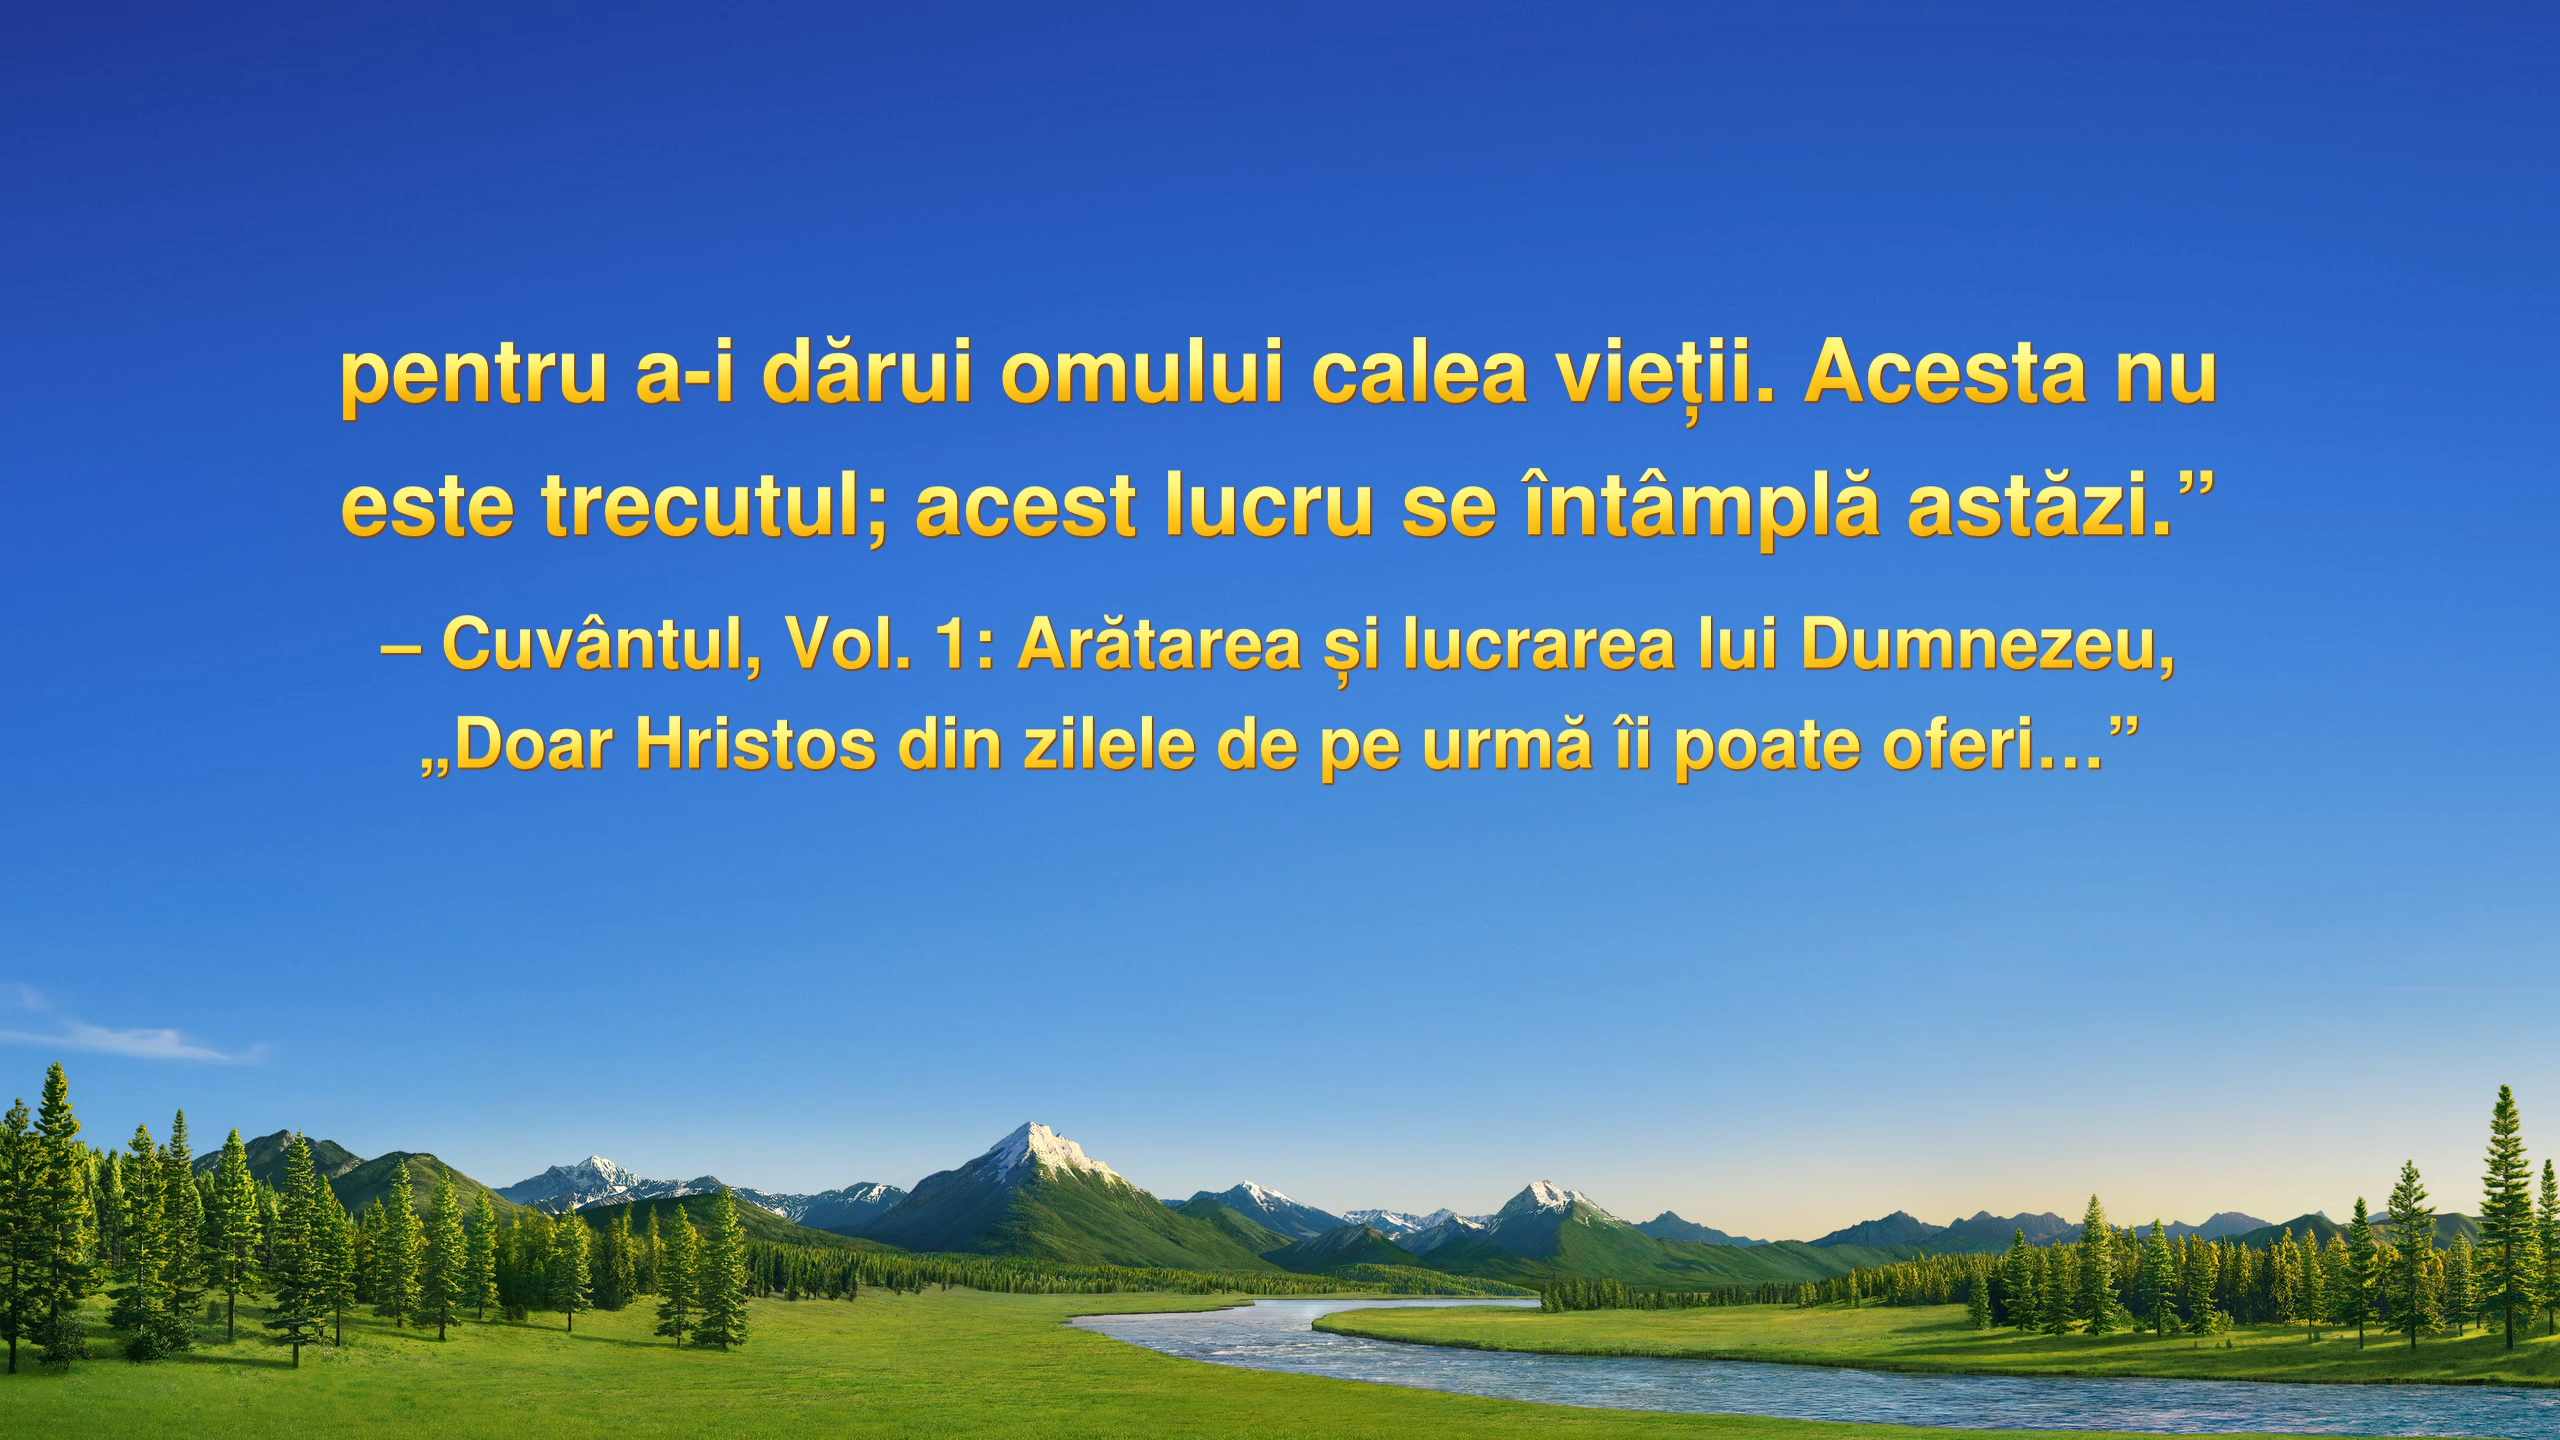 pentru a-i dărui omului calea vieții. Acesta nu
este trecutul; acest lucru se întâmplă astăzi.”
– Cuvântul, Vol. 1: Arătarea și lucrarea lui Dumnezeu,
„Doar Hristos din zilele de pe urmă îi poate oferi…”